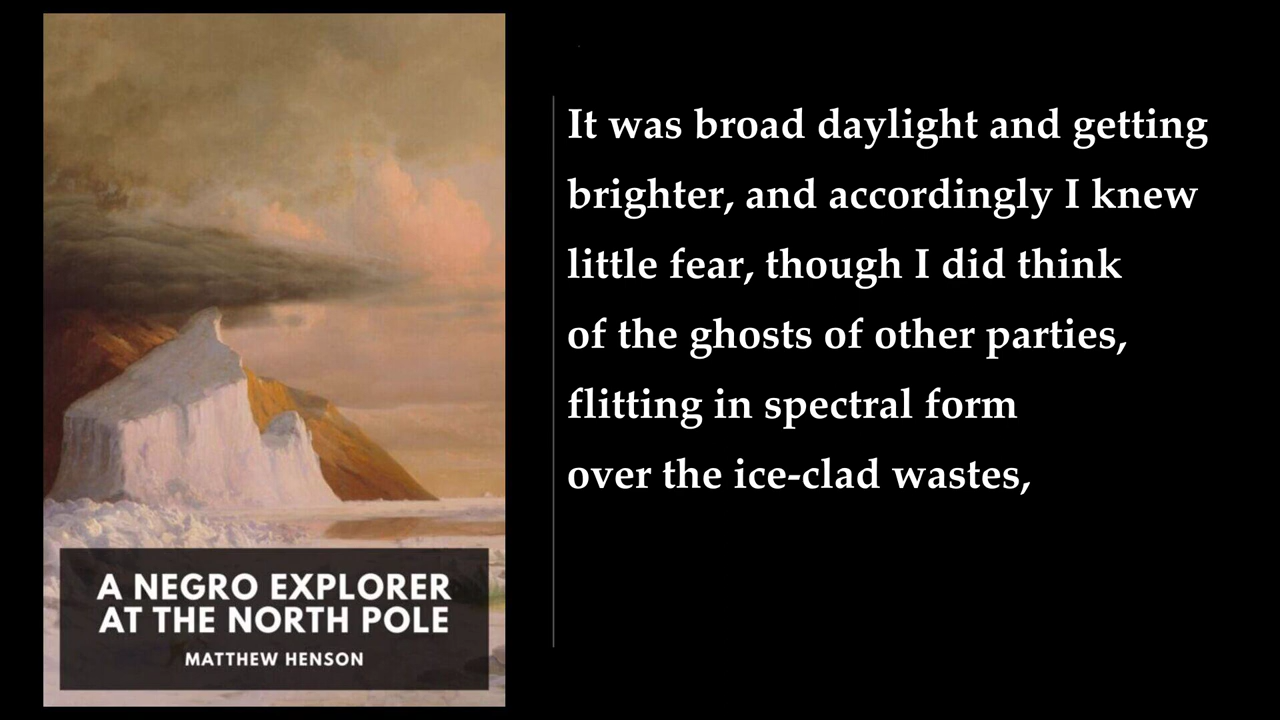 It was broad daylight and getting
brighter, and accordingly I knew
little fear, though I did think
of the ghosts of other parties,
flitting in spectral form
over the ice-clad wastes,
A NEGRO EXPLORER
AT THE NORTH POLE
MATTHEW HENSON